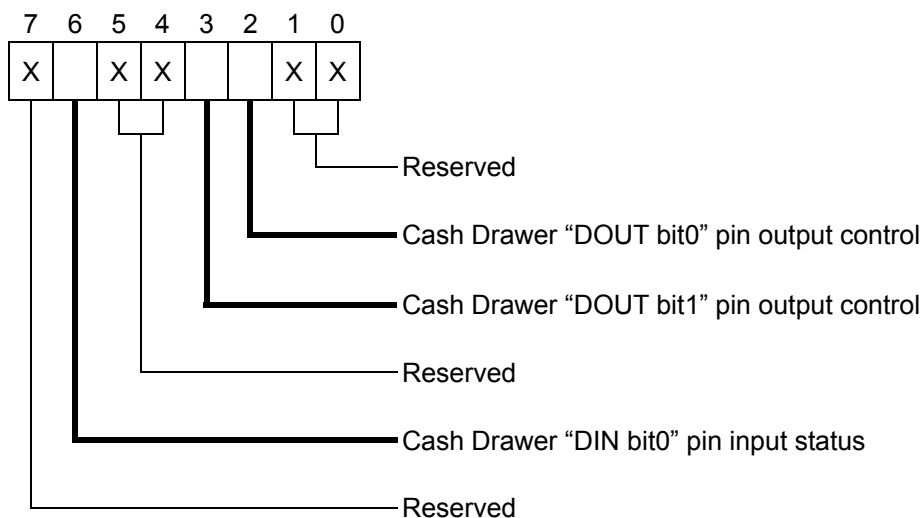 7 6 5 4 3 2 1 0
X X X X X
Reserved
Cash Drawer “DOUT bit0” pin output control
Cash Drawer “DOUT bit1” pin output control
Reserved
Cash Drawer “DIN bit0” pin input status
Reserved